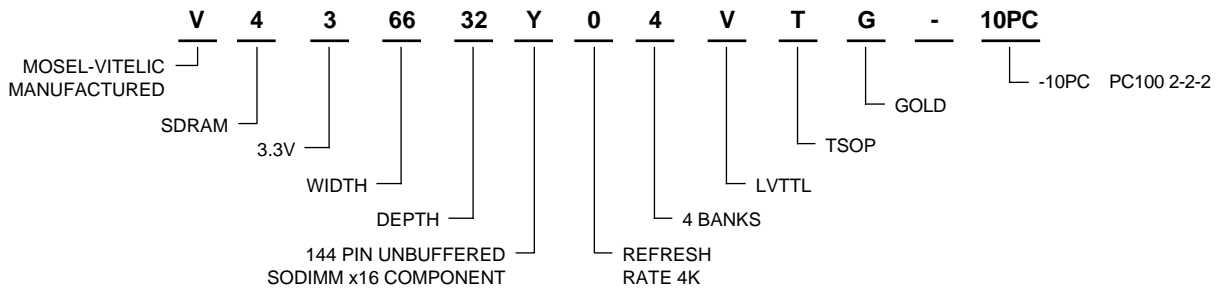 V 4 3 66 32 Y 0 4 V T G - 10PC
MOSEL-VITELIC
MANUFACTURED
-10PC PC100 2-2-2
GOLD
SDRAM
TSOP
3.3V
WIDTH
LVTTL
DEPTH
4 BANKS
144 PIN UNBUFFERED
SODIMM x16 COMPONENT
REFRESH
RATE 4K